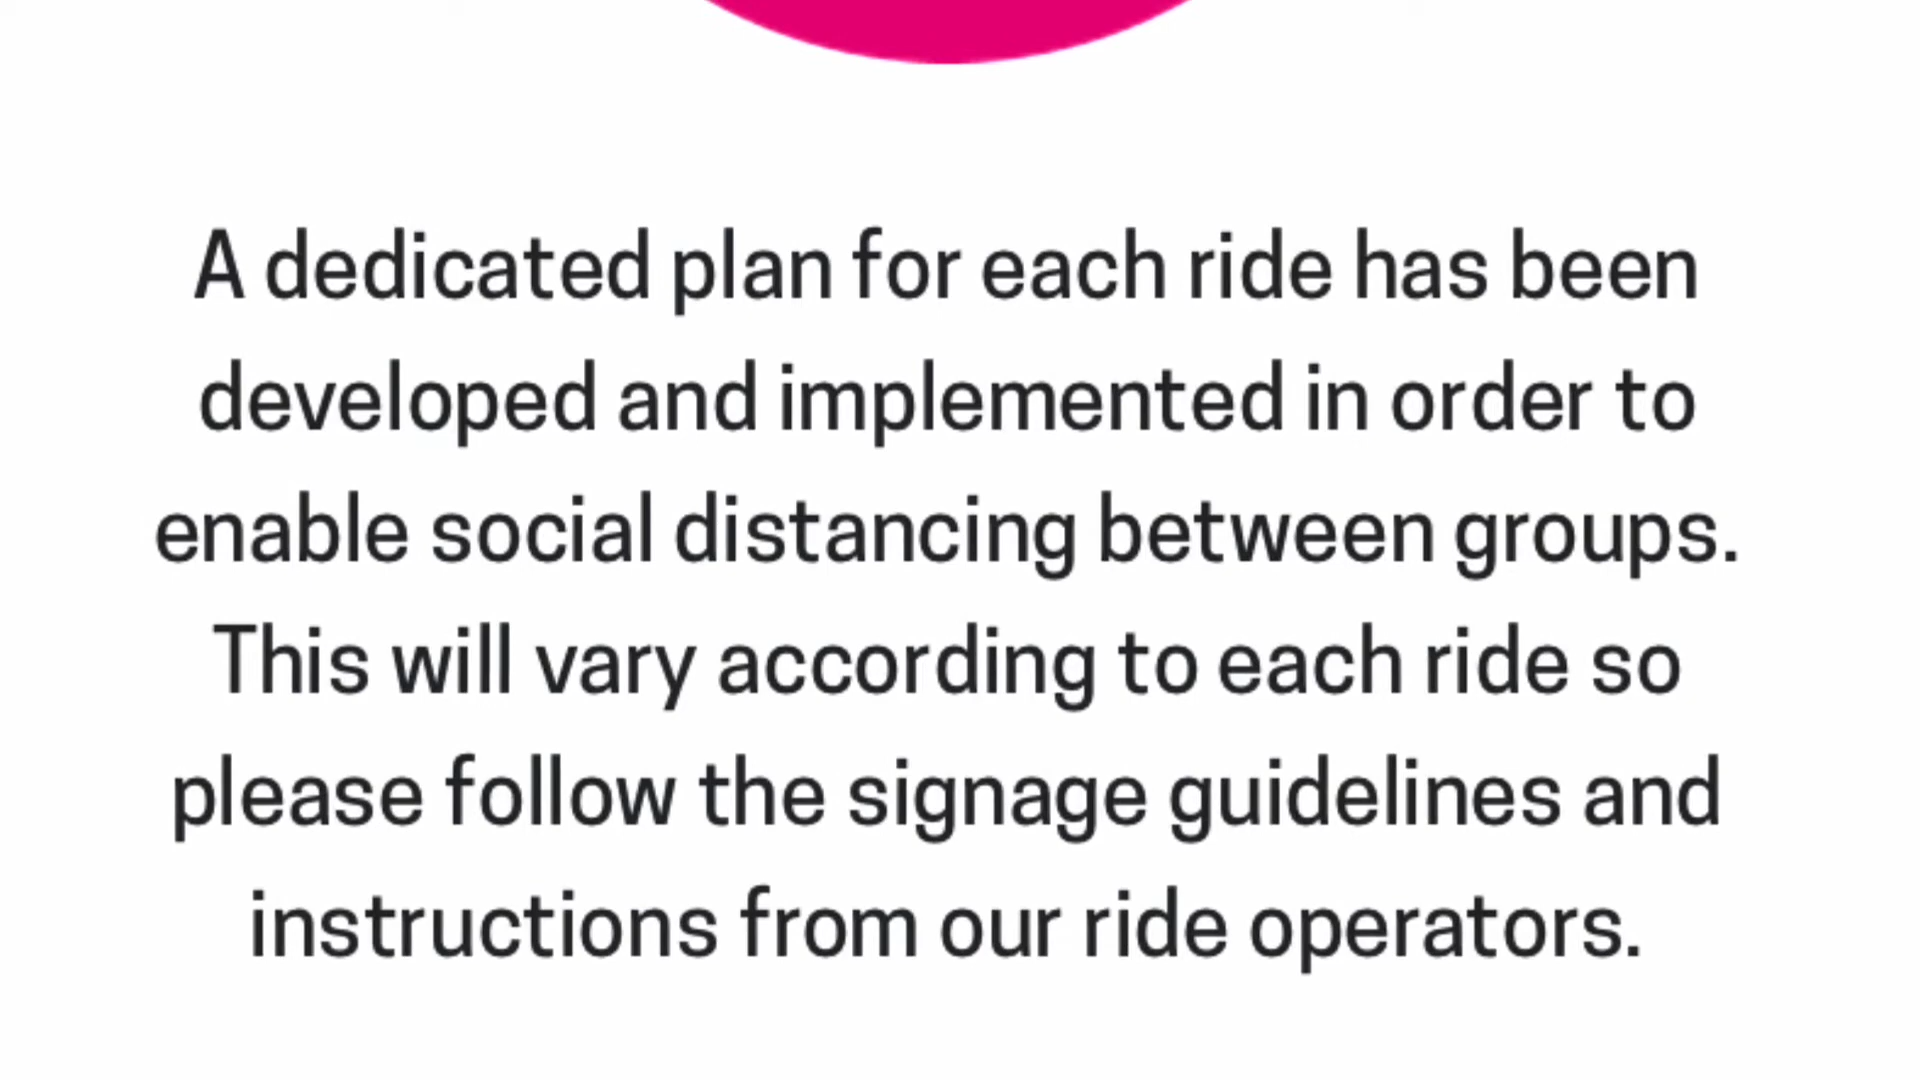 A dedicated plan for each ride has been
developed and implemented in order to
enable social distancing between groups.
This will vary according to each ride so
please follow the signage guidelines and
instructions from our ride operators.